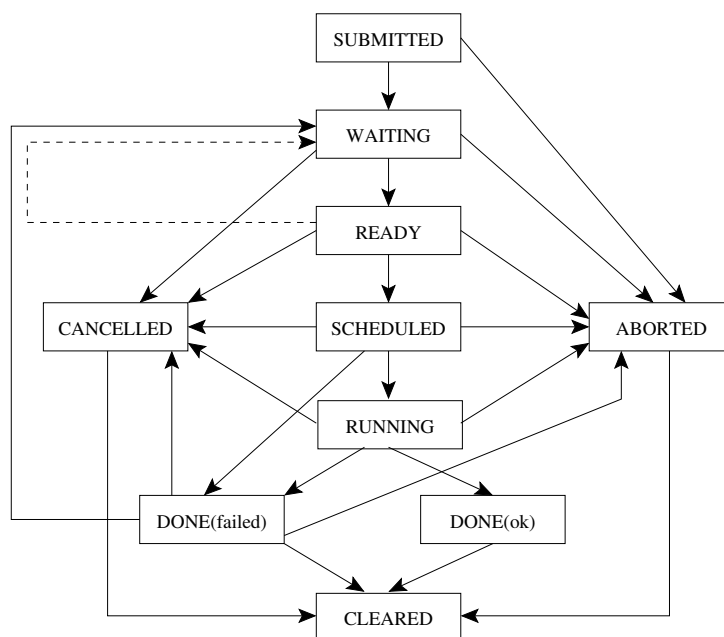 SUBMITTED
WAITING
READY
CANCELLED
SCHEDULED
ABORTED
RUNNING
DONE(failed)
DONE(ok)
CLEARED